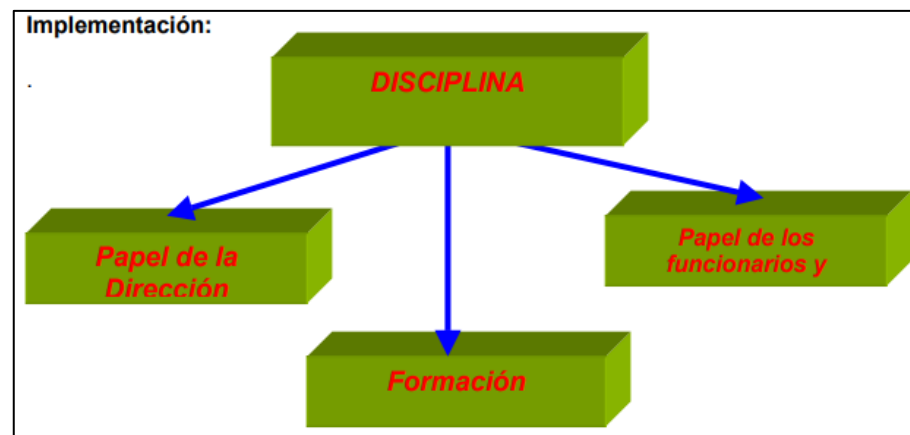 Implementación:
.
DISCIPLINA
Papel de la
Dirección
Papel de los
funcionarios y
Formación